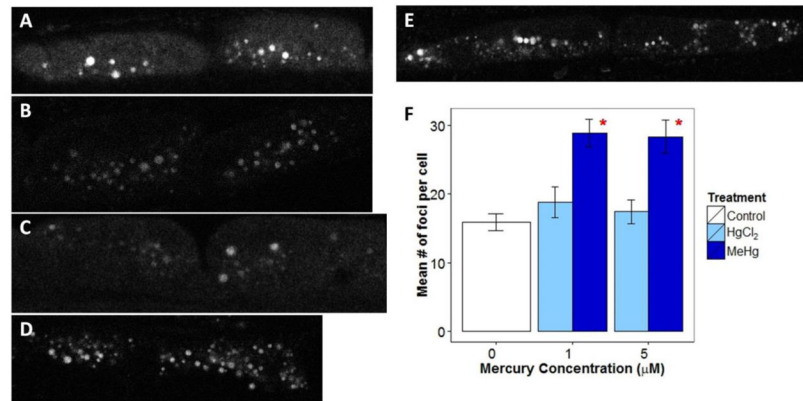 A
B
C
D
E
F
Mean # of foci per cell
30
20
10
0
0
1
5
*
*
Mercury Concentration (μM)
Treatment
Control
HgCl₂
MeHg